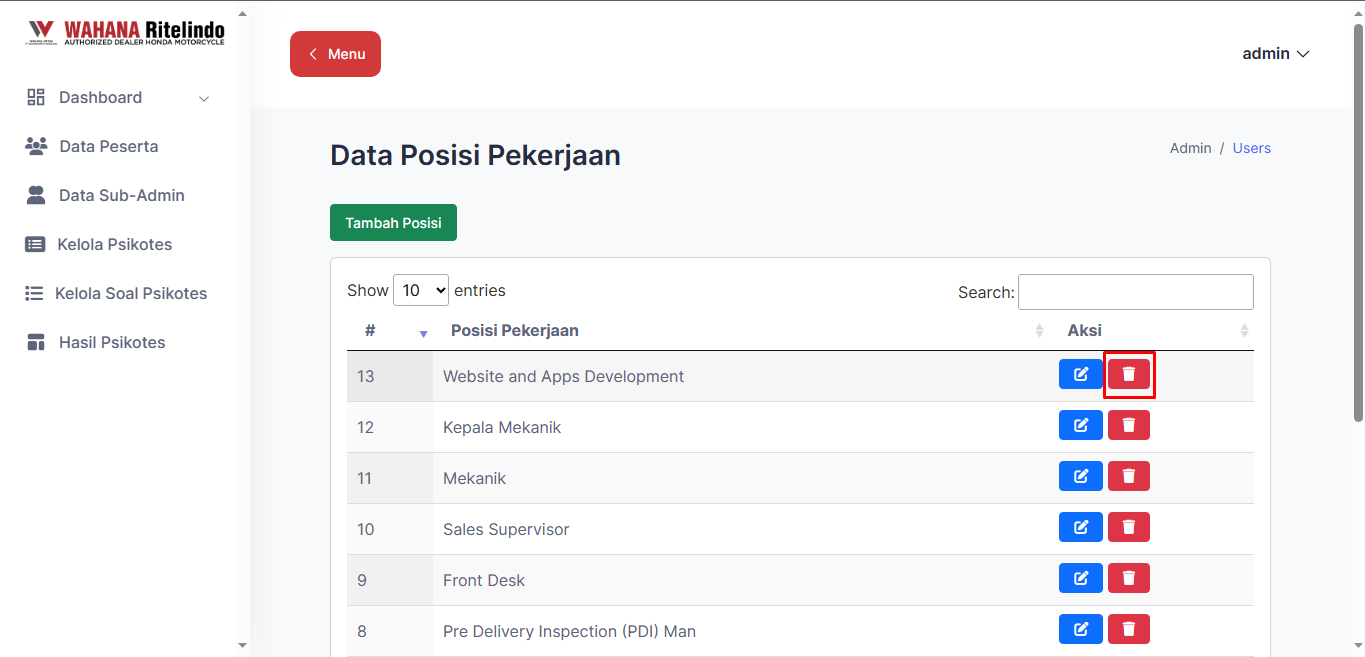 WAHANA Ritelindo
AUTHORIZED DEALER HONDA MOTORCYCLE
Menu
admin
Dashboard
Data Peserta
Data Sub-Admin
Kelola Psikotes
Kelola Soal Psikotes
Hasil Psikotes
Data Posisi Pekerjaan
Admin / Users
Tambah Posisi
Show 10 entries
Search:
# Posisi Pekerjaan Aksi
13 Website and Apps Development
12 Kepala Mekanik
11 Mekanik
10 Sales Supervisor
9 Front Desk
8 Pre Delivery Inspection (PDI) Man